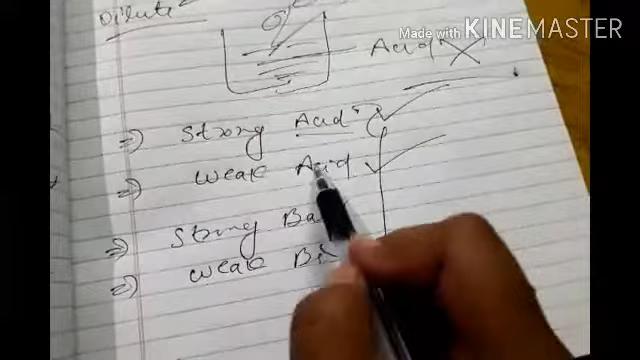 Dilute
Made with KINEMASTER
Acid
=) Strong Acid
=) Weak Acid
=) Strong Ba
=) Weak